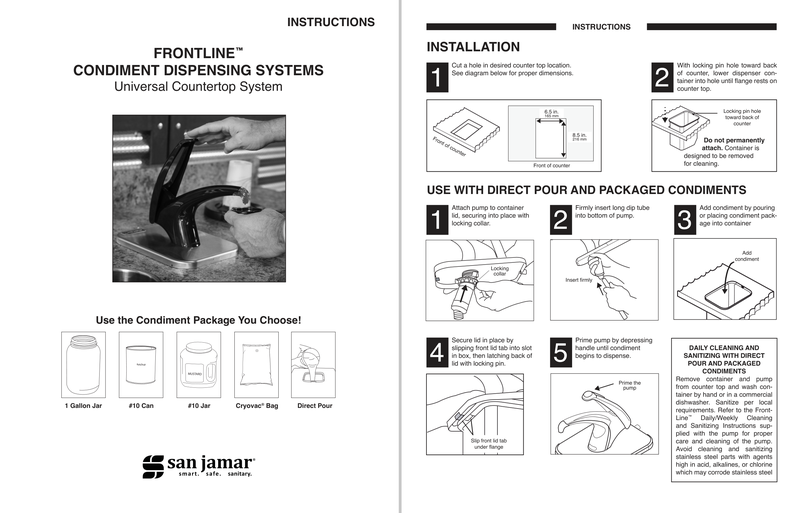 INSTRUCTIONS
FRONTLINE™
CONDIMENT DISPENSING SYSTEMS
Universal Countertop System
Use the Condiment Package You Choose!
MUSTARD
1 Gallon Jar
#10 Can
#10 Jar
Cryovac® Bag
Direct Pour
san jamar®
smart. safe. sanitary.
INSTRUCTIONS
INSTALLATION
1
Cut a hole in desired counter top location.
See diagram below for proper dimensions.
Front of counter
6.5 in.
165 mm
8.5 in.
216 mm
Front of counter
2
With locking pin hole toward back
of counter, lower dispenser con-
tainer into hole until flange rests on
counter top.
Locking pin hole
toward back of
counter
Do not permanently
attach. Container is
designed to be removed
for cleaning.
USE WITH DIRECT POUR AND PACKAGED CONDIMENTS
1
Attach pump to container
lid, securing into place with
locking collar.
Locking
collar
2
Firmly insert long dip tube
into bottom of pump.
Insert firmly
3
Add condiment by pouring
or placing condiment pack-
age into container
Add
condiment
4
Secure lid in place by
slipping front lid tab into slot
in box, then latching back of
lid with locking pin.
Slip front lid tab
under flange
5
Prime pump by depressing
handle until condiment
begins to dispense.
Prime the
pump
DAILY CLEANING AND
SANITIZING WITH DIRECT
POUR AND PACKAGED
CONDIMENTS
Remove container and pump
from counter top and wash con-
tainer by hand or in a commercial
dishwasher. Sanitize per local
requirements. Refer to the Front-
Line™ Daily/Weekly Cleaning
and Sanitizing Instructions sup-
plied with the pump for proper
care and cleaning of the pump.
Avoid cleaning and sanitizing
stainless steel parts with agents
high in acid, alkalines, or chlorine
which may corrode stainless steel